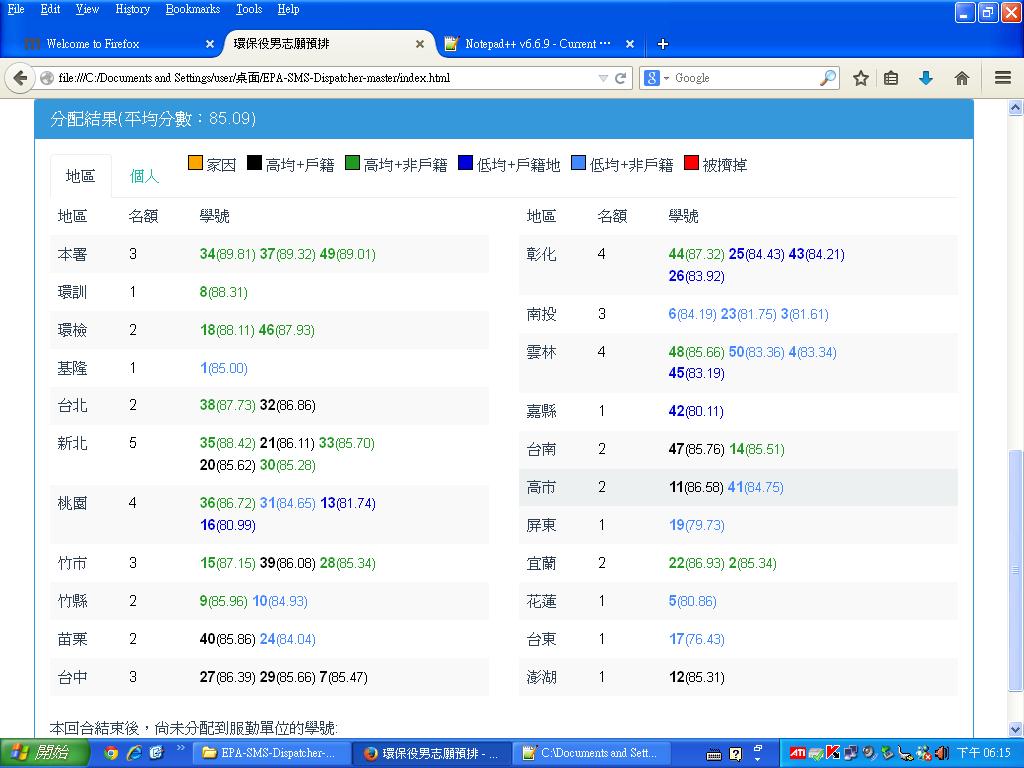 File Edit View History Bookmarks Tools Help
Welcome to Firefox
環保役男志願預排
Notepad++ v6.6.9 - Current ...
file:///C:/Documents and Settings/user/桌面/EPA-SMS-Dispatcher-master/index.html
Google
分配結果(平均分數：85.09)
地區 個人 家因 高均+戶籍 高均+非戶籍 低均+戶籍地 低均+非戶籍 被擠掉
地區 名額 學號
本署 3 34(89.81) 37(89.32) 49(89.01)
環訓 1 8(88.31)
環檢 2 18(88.11) 46(87.93)
基隆 1 1(85.00)
台北 2 38(87.73) 32(86.86)
新北 5 35(88.42) 21(86.11) 33(85.70)
20(85.62) 30(85.28)
桃園 4 36(86.72) 31(84.65) 13(81.74)
16(80.99)
竹市 3 15(87.15) 39(86.08) 28(85.34)
竹縣 2 9(85.96) 10(84.93)
苗栗 2 40(85.86) 24(84.04)
台中 3 27(86.39) 29(85.66) 7(85.47)
地區 名額 學號
彰化 4 44(87.32) 25(84.43) 43(84.21)
26(83.92)
南投 3 6(84.19) 23(81.75) 3(81.61)
雲林 4 48(85.66) 50(83.36) 4(83.34)
45(83.19)
嘉縣 1 42(80.11)
台南 2 47(85.76) 14(85.51)
高市 2 11(86.58) 41(84.75)
屏東 1 19(79.73)
宜蘭 2 22(86.93) 2(85.34)
花蓮 1 5(80.86)
台東 1 17(76.43)
澎湖 1 12(85.31)
本回合結束後，尚未分配到服勤單位的學號:
開始
EPA-SMS-Dispatcher-...
環保役男志願預排 - ...
C:\Documents and Sett...
ATI
下午 06:15